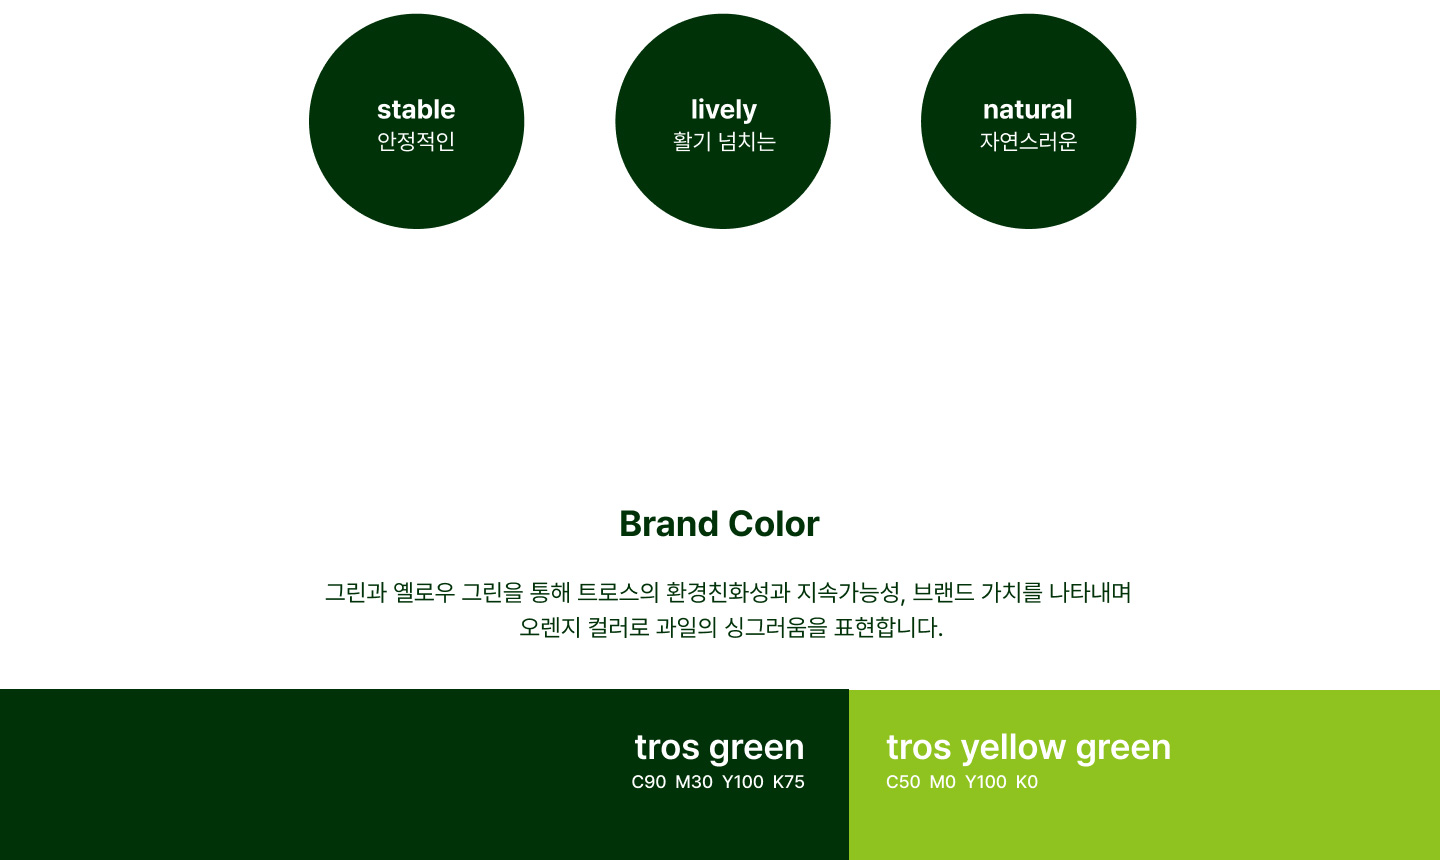 stable
안정적인
lively
활기 넘치는
natural
자연스러운
Brand Color
그린과 옐로우 그린을 통해 트로스의 환경친화성과 지속가능성, 브랜드 가치를 나타내며
오렌지 컬러로 과일의 싱그러움을 표현합니다.
tros green
C90 M30 Y100 K75
tros yellow green
C50 M0 Y100 K0